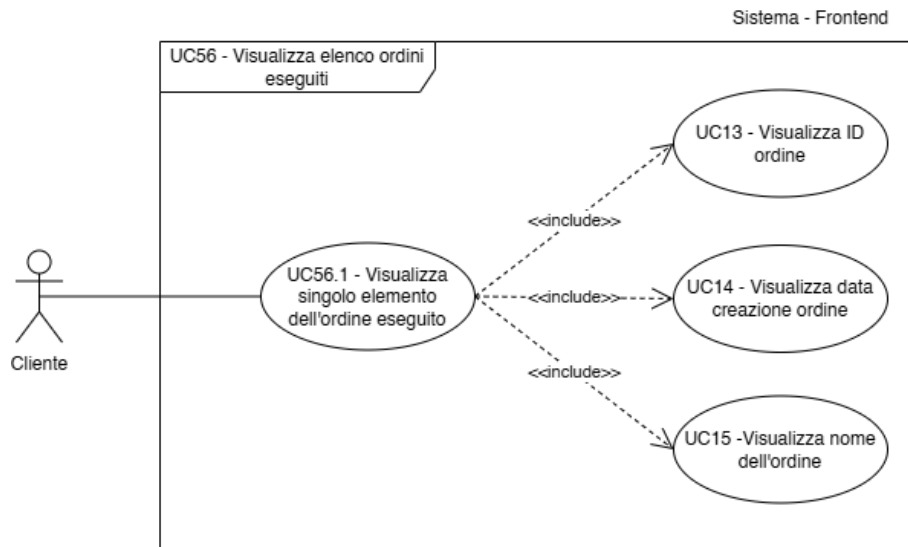 Sistema - Frontend
UC56 - Visualizza elenco ordini
eseguiti
UC13 - Visualizza ID
ordine
<<include>>
UC56.1 - Visualizza
singolo elemento
dell'ordine eseguito
<<include>>
UC14 - Visualizza data
creazione ordine
Cliente
<<include>>
UC15 -Visualizza nome
dell'ordine